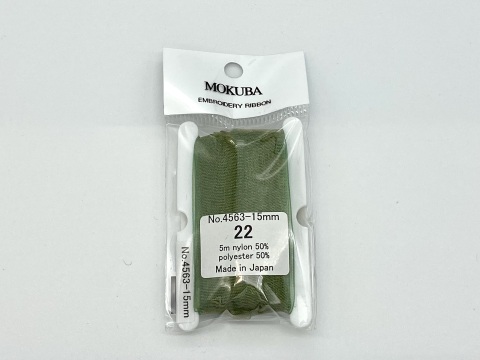 MOKUBA
EMBROIDERY RIBBON
No.4563-15mm
22
5m nylon 50%
polyester 50%
Made in Japan
No.4563-15mm